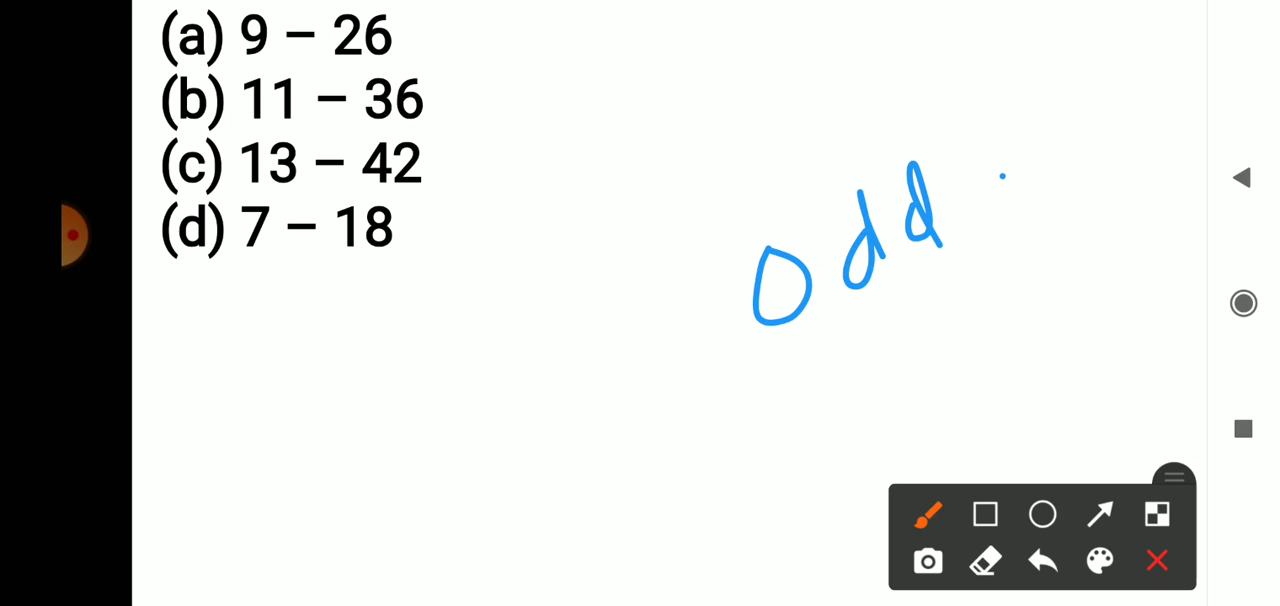 (a) 9 – 26
(b) 11 – 36
(c) 13 – 42
(d) 7 – 18
Odd